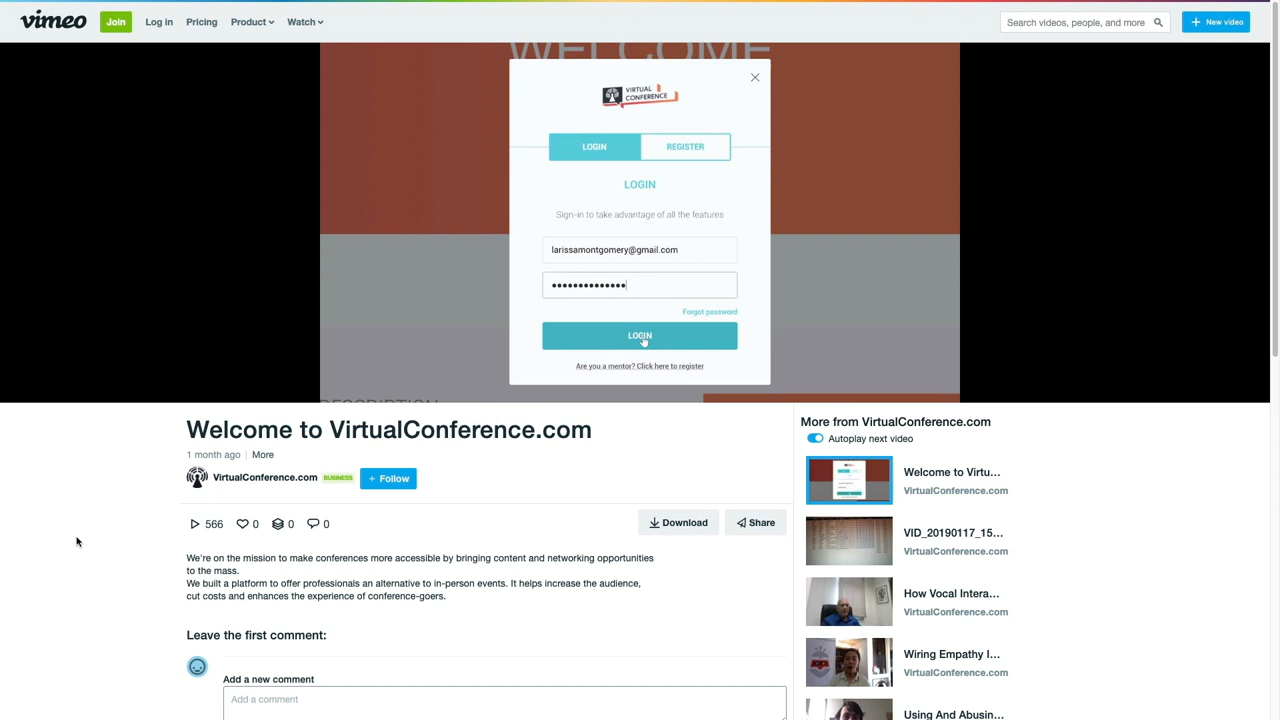 vimeo
Join
Log in
Pricing
Product
Watch
Search videos, people, and more
+ New video
WELCOME
VIRTUAL
CONFERENCE
LOGIN
REGISTER
LOGIN
Sign-in to take advantage of all the features
larissamontgomery@gmail.com
••••••••••••••
Forgot password
LOGIN
Are you a mentor? Click here to register
DESCRIPTION
Welcome to VirtualConference.com
1 month ago | More
VirtualConference.com BUSINESS
+ Follow
566
0
0
0
Download
Share
We're on the mission to make conferences more accessible by bringing content and networking opportunities
to the mass.
We built a platform to offer professionals an alternative to in-person events. It helps increase the audience,
cut costs and enhances the experience of conference-goers.
Leave the first comment:
Add a new comment
Add a comment
More from VirtualConference.com
Autoplay next video
Welcome to Virtu...
VirtualConference.com
VID_20190117_15...
VirtualConference.com
How Vocal Intera...
VirtualConference.com
Wiring Empathy I...
VirtualConference.com
Using And Abusin...